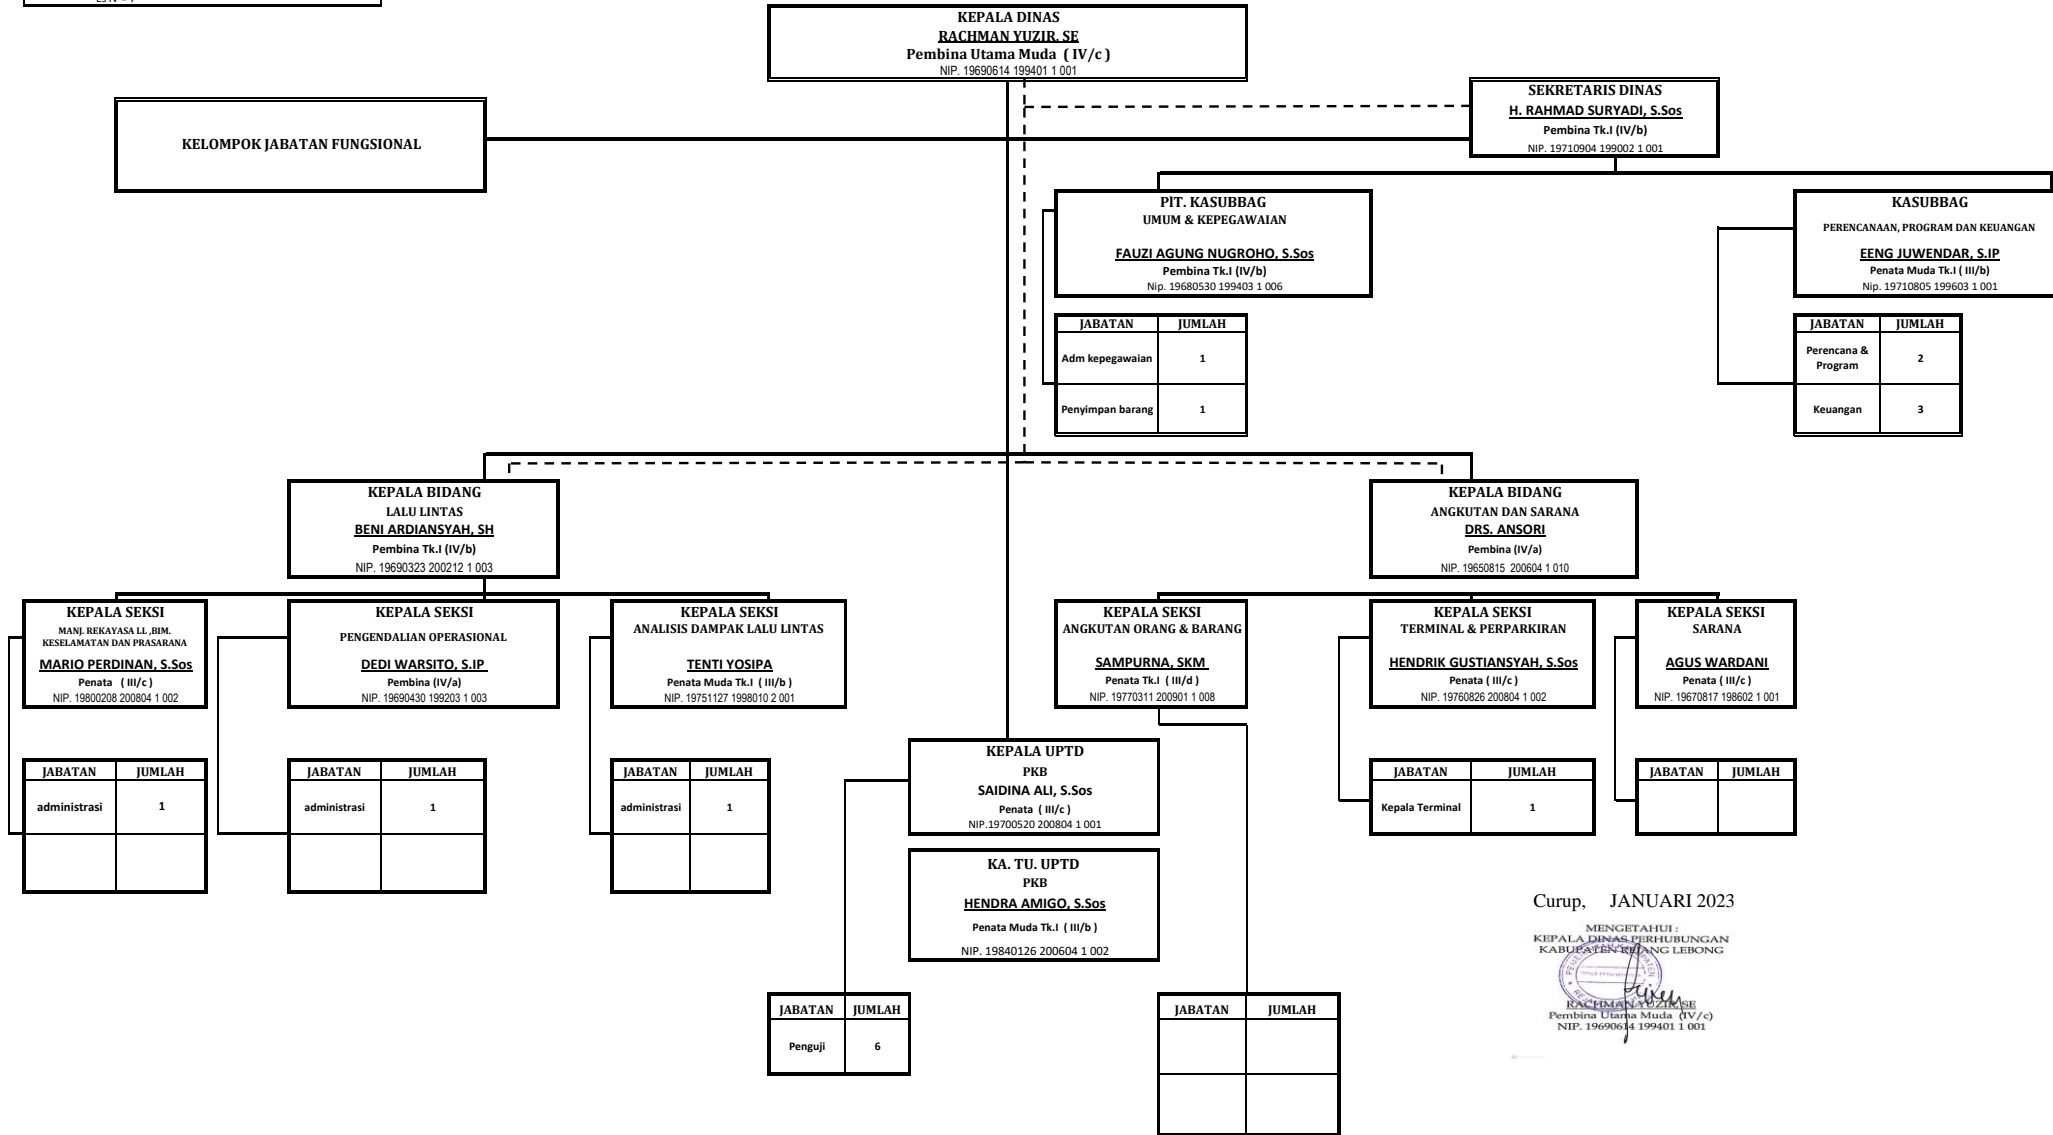 KEPALA DINAS
RACHMAN YUZIR, SE
Pembina Utama Muda ( IV/c )
NIP. 19690614 199401 1 001
SEKRETARIS DINAS
H. RAHMAD SURYADI, S.Sos
Pembina Tk.I (IV/b)
NIP. 19710904 199002 1 001
KELOMPOK JABATAN FUNGSIONAL
PlT. KASUBBAG
UMUM & KEPEGAWAIAN
FAUZI AGUNG NUGROHO, S.Sos
Pembina Tk.I (IV/b)
Nip. 19680530 199403 1 006
JABATAN JUMLAH
Adm kepegawaian 1
Penyimpan barang 1
KASUBBAG
PERENCANAAN, PROGRAM DAN KEUANGAN
EENG JUWENDAR, S.IP
Penata Muda Tk.I ( III/b)
Nip. 19710805 199603 1 001
JABATAN JUMLAH
Perencana &
Program 2
Keuangan 3
KEPALA BIDANG
LALU LINTAS
BENI ARDIANSYAH, SH
Pembina Tk.I (IV/b)
NIP. 19690323 200212 1 003
KEPALA BIDANG
ANGKUTAN DAN SARANA
DRS. ANSORI
Pembina (IV/a)
NIP. 19650815 200604 1 010
KEPALA SEKSI
MANJ. REKAYASA LL ,BIM.
KESELAMATAN DAN PRASARANA
MARIO PERDINAN, S.Sos
Penata ( III/c )
NIP. 19800208 200804 1 002
JABATAN JUMLAH
administrasi 1
KEPALA SEKSI
PENGENDALIAN OPERASIONAL
DEDI WARSITO, S.IP
Pembina (IV/a)
NIP. 19690430 199203 1 003
JABATAN JUMLAH
administrasi 1
KEPALA SEKSI
ANALISIS DAMPAK LALU LINTAS
TENTI YOSIPA
Penata Muda Tk.I ( III/b )
NIP. 19751127 1998010 2 001
JABATAN JUMLAH
administrasi 1
KEPALA SEKSI
ANGKUTAN ORANG & BARANG
SAMPURNA, SKM
Penata Tk.I ( III/d )
NIP. 19770311 200901 1 008
KEPALA SEKSI
TERMINAL & PERPARKIRAN
HENDRIK GUSTIANSYAH, S.Sos
Penata ( III/c )
NIP. 19760826 200804 1 002
JABATAN JUMLAH
Kepala Terminal 1
KEPALA SEKSI
SARANA
AGUS WARDANI
Penata ( III/c )
NIP. 19670817 198602 1 001
JABATAN JUMLAH
KEPALA UPTD
PKB
SAIDINA ALI, S.Sos
Penata ( III/c )
NIP.19700520 200804 1 001
KA. TU. UPTD
PKB
HENDRA AMIGO, S.Sos
Penata Muda Tk.I ( III/b )
NIP. 19840126 200604 1 002
JABATAN JUMLAH
Penguji 6
JABATAN JUMLAH
Curup, JANUARI 2023
MENGETAHUI :
KEPALA DINAS PERHUBUNGAN
KABUPATEN REJANG LEBONG
RACHMAN YUZIR, SE
Pembina Utama Muda (IV/c)
NIP. 19690614 199401 1 001